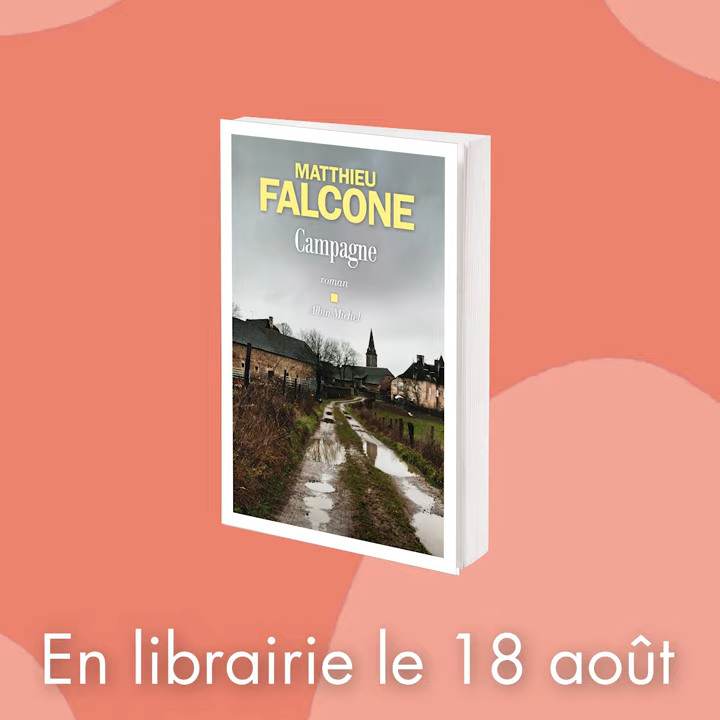 MATTHIEU
FALCONE
Campagne
roman
Albin Michel
En librairie le 18 août